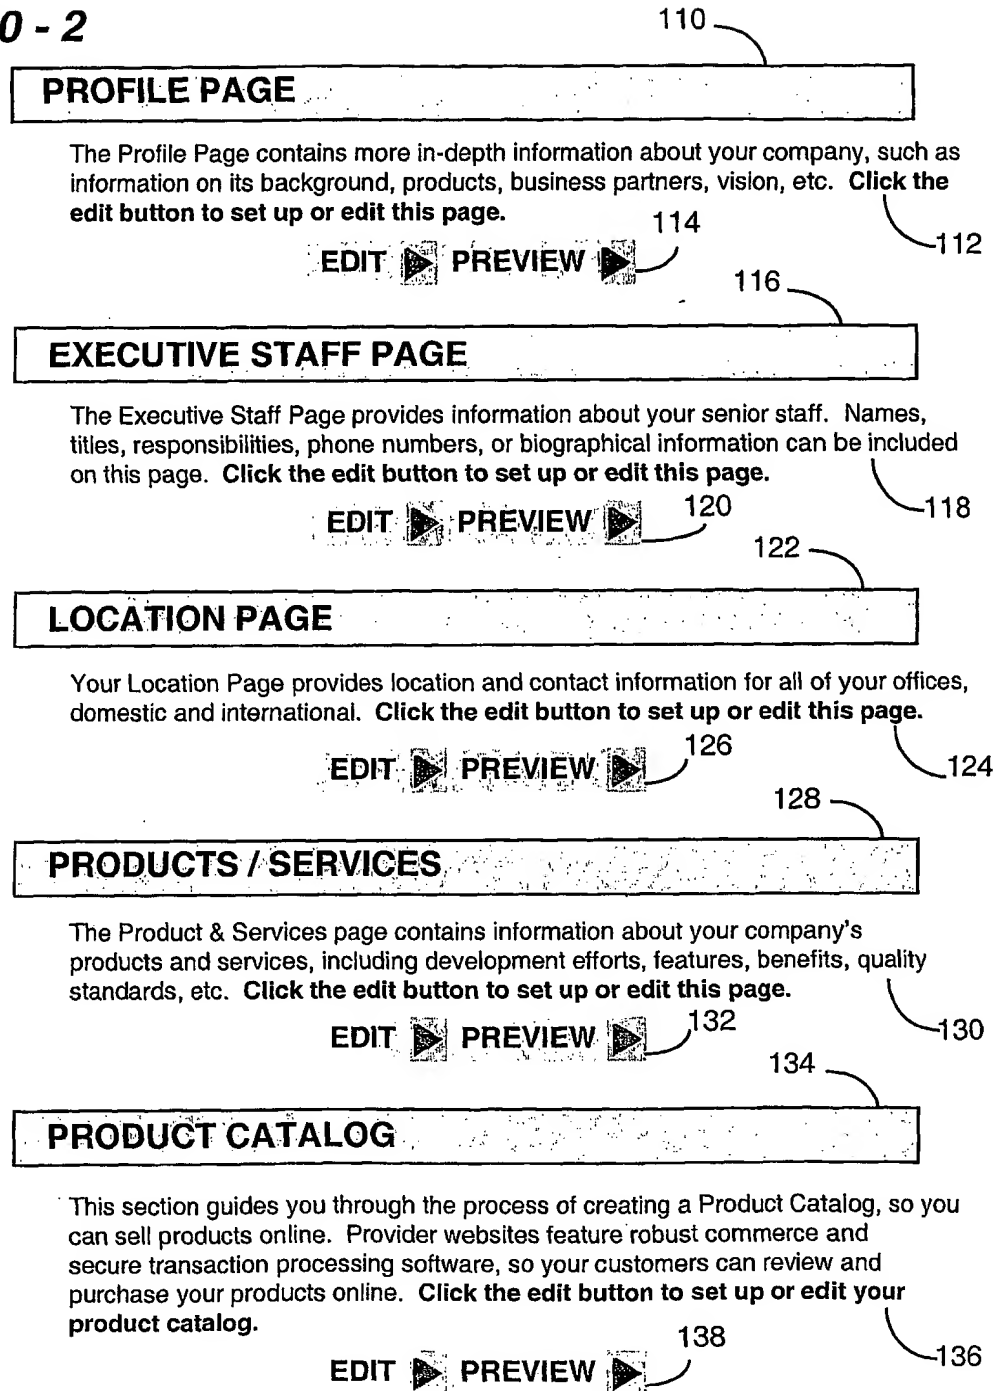 0 - 2
110
PROFILE PAGE
The Profile Page contains more in-depth information about your company, such as
information on its background, products, business partners, vision, etc. Click the
edit button to set up or edit this page.
112
EDIT PREVIEW
114
116
EXECUTIVE STAFF PAGE
The Executive Staff Page provides information about your senior staff. Names,
titles, responsibilities, phone numbers, or biographical information can be included
on this page. Click the edit button to set up or edit this page.
118
EDIT PREVIEW
120
122
LOCATION PAGE
Your Location Page provides location and contact information for all of your offices,
domestic and international. Click the edit button to set up or edit this page.
124
EDIT PREVIEW
126
128
PRODUCTS / SERVICES
The Product & Services page contains information about your company's
products and services, including development efforts, features, benefits, quality
standards, etc. Click the edit button to set up or edit this page.
130
EDIT PREVIEW
132
134
PRODUCT CATALOG
This section guides you through the process of creating a Product Catalog, so you
can sell products online. Provider websites feature robust commerce and
secure transaction processing software, so your customers can review and
purchase your products online. Click the edit button to set up or edit your
product catalog.
136
EDIT PREVIEW
138